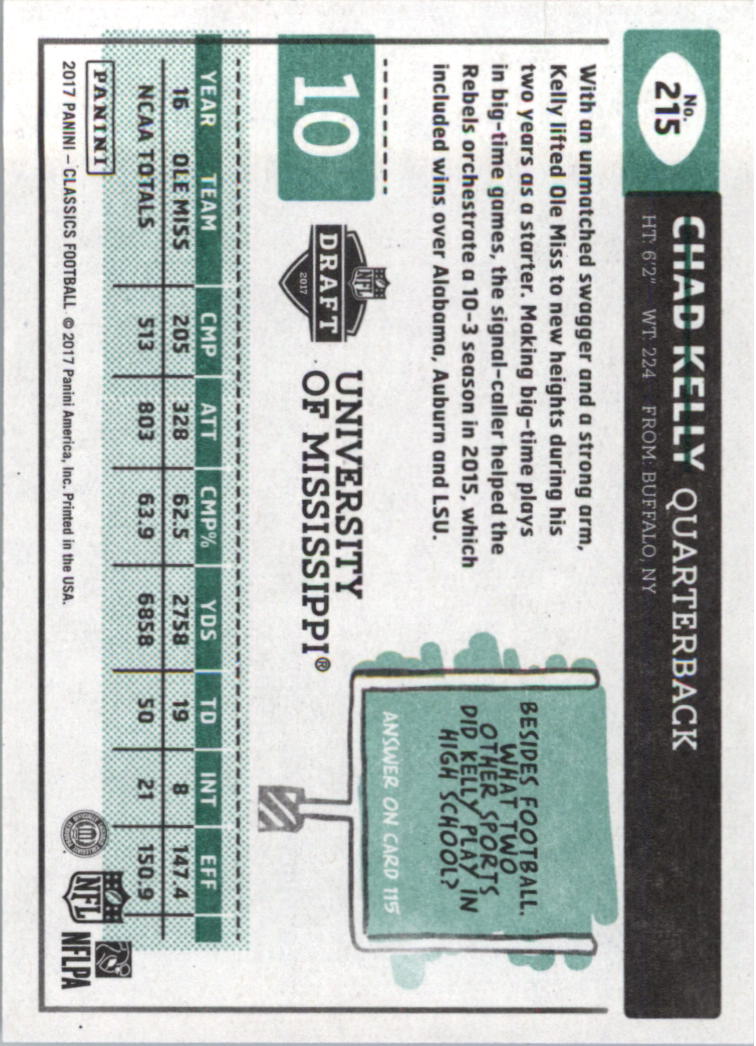 No.
215
CHAD KELLY QUARTERBACK
HT: 6'2" WT: 224 FROM: BUFFALO, NY
With an unmatched swagger and a strong arm,
Kelly lifted Ole Miss to new heights during his
two years as a starter. Making big-time plays
in big-time games, the signal-caller helped the
Rebels orchestrate a 10-3 season in 2015, which
included wins over Alabama, Auburn and LSU.
BESIDES FOOTBALL,
WHAT TWO
OTHER SPORTS
DID KELLY PLAY IN
HIGH SCHOOL?
ANSWER ON CARD 115
10
NFL
DRAFT
2017
UNIVERSITY
OF MISSISSIPPI®
YEAR TEAM CMP ATT CMP% YDS TD INT EFF
16 OLE MISS 205 328 62.5 2758 19 8 147.4
NCAA TOTALS 513 803 63.9 6858 50 21 150.9
PANINI
2017 PANINI – CLASSICS FOOTBALL © 2017 Panini America, Inc. Printed in the USA.
NFL
NFLPA